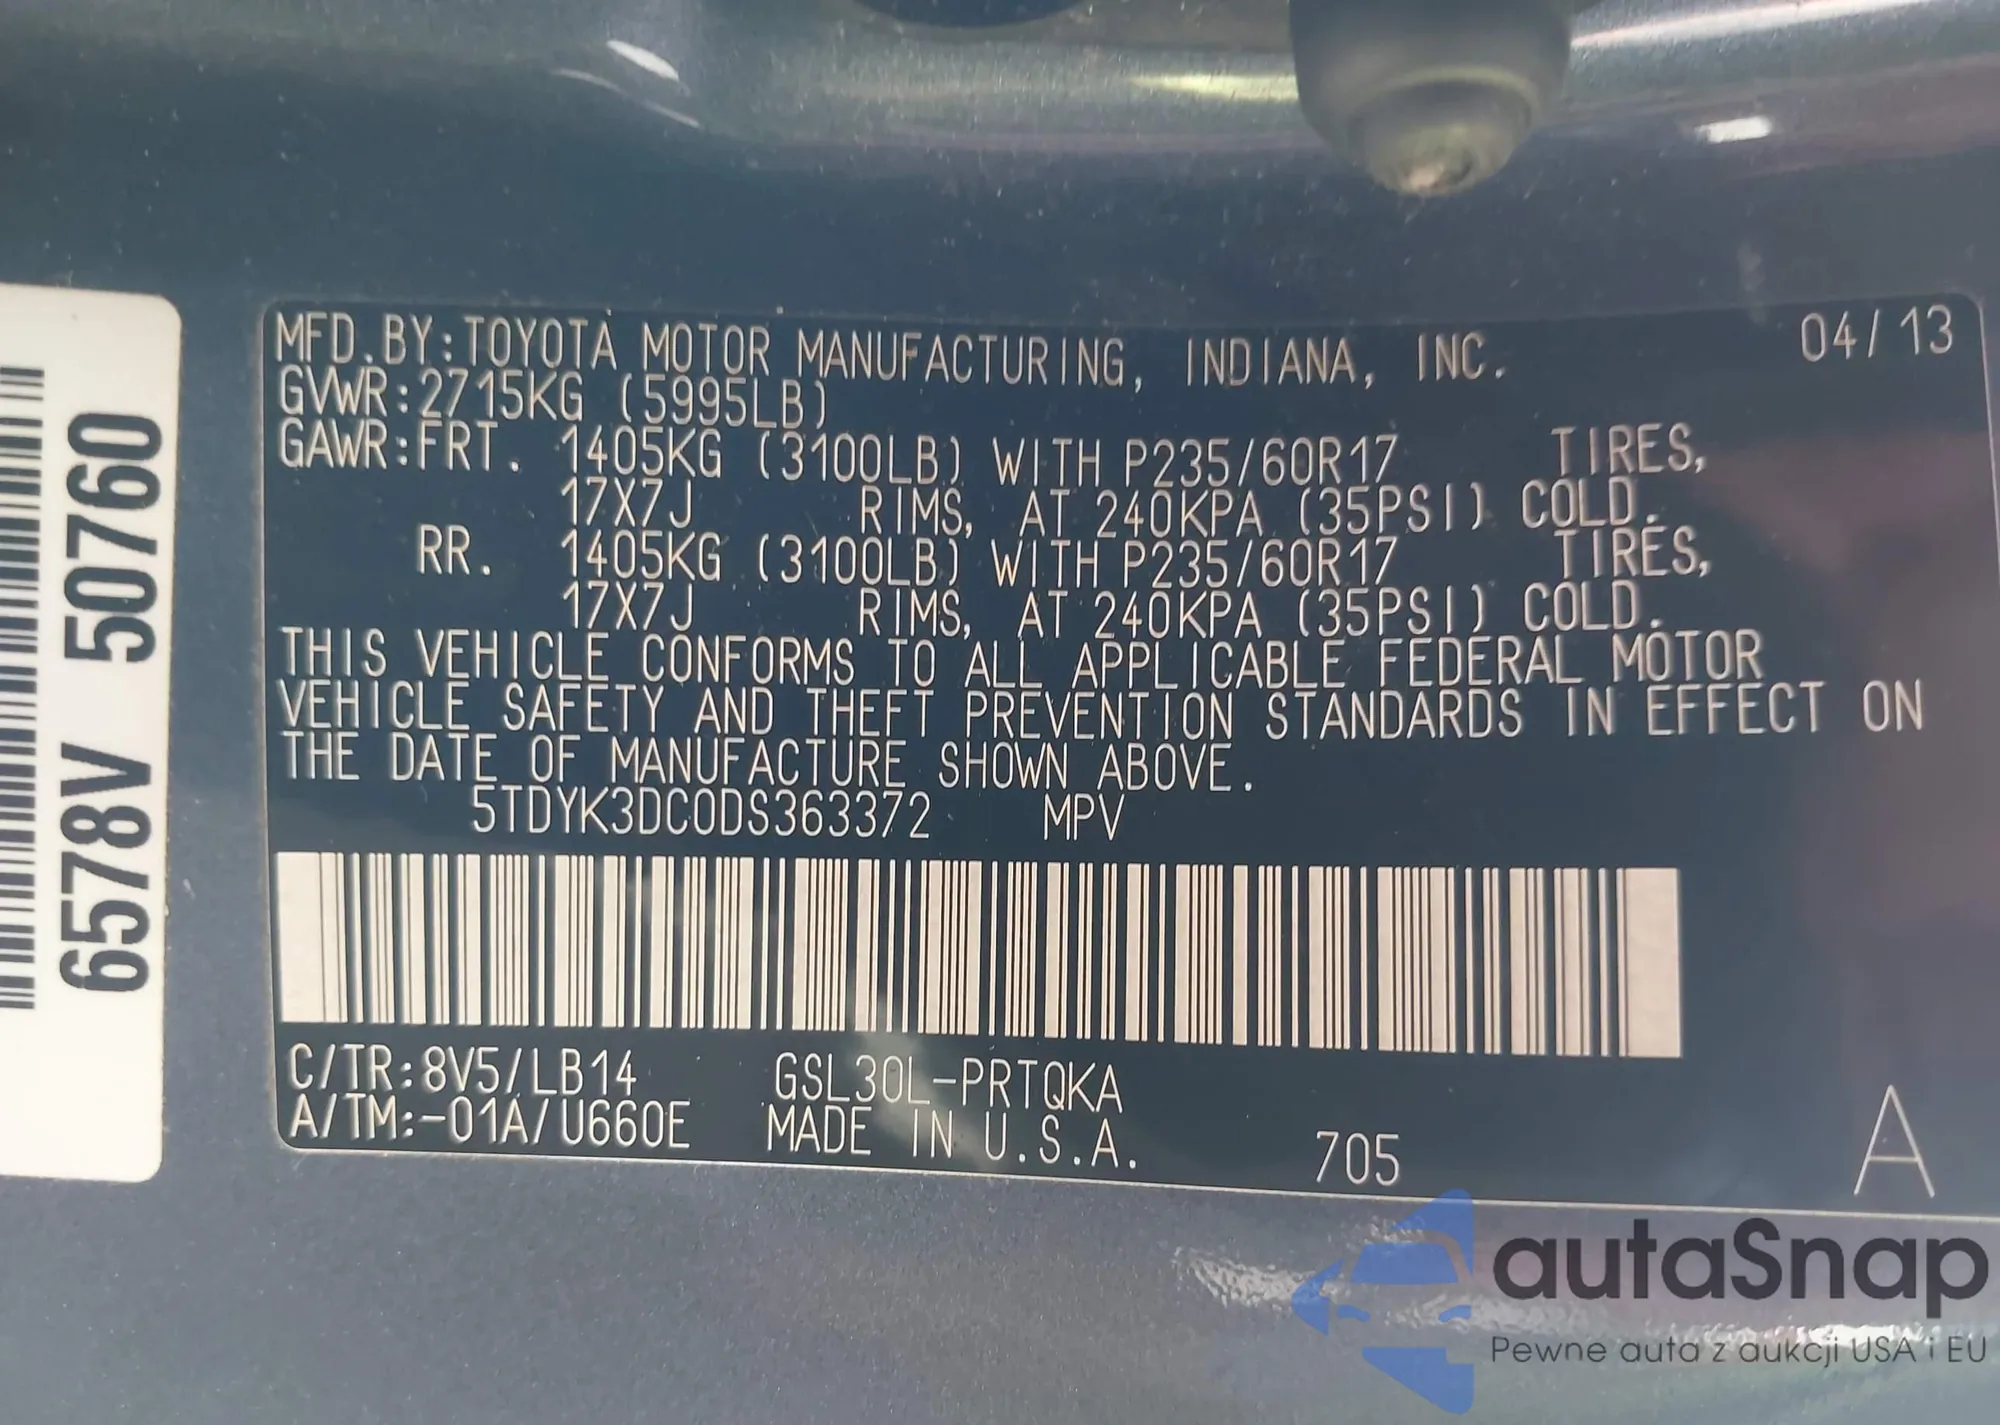 6578V 50760
MFD.BY:TOYOTA MOTOR MANUFACTURING, INDIANA, INC. 04/13
GVWR:2715KG (5995LB)
GAWR:FRT. 1405KG (3100LB) WITH P235/60R17 TIRES,
17X7J RIMS, AT 240KPA (35PSI) COLD.
RR. 1405KG (3100LB) WITH P235/60R17 TIRES,
17X7J RIMS, AT 240KPA (35PSI) COLD.
THIS VEHICLE CONFORMS TO ALL APPLICABLE FEDERAL MOTOR
VEHICLE SAFETY AND THEFT PREVENTION STANDARDS IN EFFECT ON
THE DATE OF MANUFACTURE SHOWN ABOVE.
5TDYK3DC0DS363372 MPV
C/TR:8V5/LB14 GSL30L-PRTQKA
A/TM:-01A/U660E MADE IN U.S.A. 705 A
autaSnap
Pewne auta z aukcji USA i EU